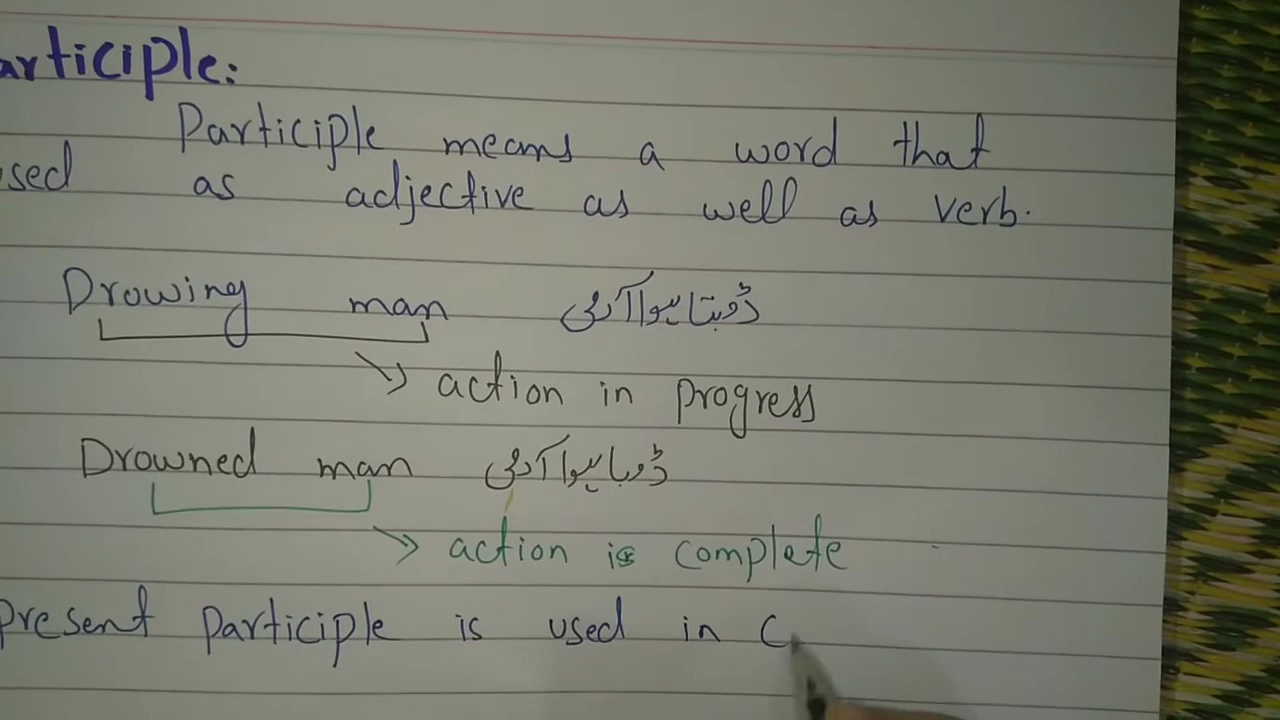 articiple:
Participle means a word that
sed as adjective as well as verb.
Drowing man ڈوبتا ہوا آدمی
action in progress
Drowned man ڈوبا ہوا آدمی
action is complete
present participle is used in C